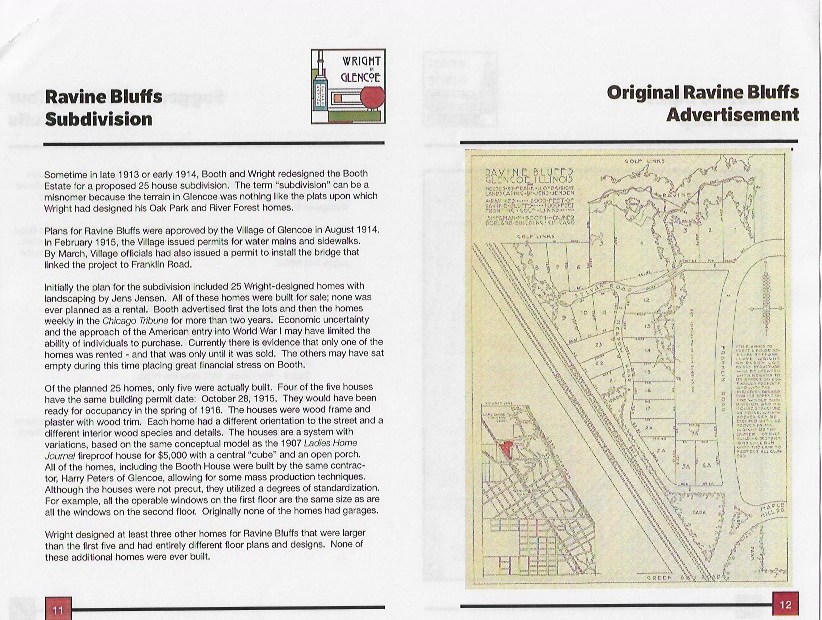 Ravine Bluffs
Subdivision
WRIGHT
IN
GLENCOE
Sometime in late 1913 or early 1914, Booth and Wright redesigned the Booth
Estate for a proposed 25 house subdivision. The term "subdivision" can be a
misnomer because the terrain in Glencoe was nothing like the plats upon which
Wright had designed his Oak Park and River Forest homes.
Plans for Ravine Bluffs were approved by the Village of Glencoe in August 1914.
In February 1915, the Village issued permits for water mains and sidewalks.
By March, Village officials had also issued a permit to install the bridge that
linked the project to Franklin Road.
Initially the plan for the subdivision included 25 Wright-designed homes with
landscaping by Jens Jensen. All of these homes were built for sale; none was
ever planned as a rental. Booth advertised first the lots and then the homes
weekly in the Chicago Tribune for more than two years. Economic uncertainty
and the approach of the American entry into World War I may have limited the
ability of individuals to purchase. Currently there is evidence that only one of the
homes was rented - and that was only until it was sold. The others may have sat
empty during this time placing great financial stress on Booth.
Of the planned 25 homes, only five were actually built. Four of the five houses
have the same building permit date: October 28, 1915. They would have been
ready for occupancy in the spring of 1916. The houses were wood frame and
plaster with wood trim. Each home had a different orientation to the street and a
different interior wood species and details. The houses are a system with
variations, based on the same conceptual model as the 1907 Ladies Home
Journal fireproof house for $5,000 with a central "cube" and an open porch.
All of the homes, including the Booth House were built by the same contrac-
tor, Harry Peters of Glencoe, allowing for some mass production techniques.
Although the houses were not precut, they utilized a degrees of standardization.
For example, all the operable windows on the first floor are the same size as are
all the windows on the second floor. Originally none of the homes had garages.
Wright designed at least three other homes for Ravine Bluffs that were larger
than the first five and had entirely different floor plans and designs. None of
these additional homes were ever built.
11
Original Ravine Bluffs
Advertisement
GOLF LINKS
RAVINE BLUFFS
GLENCOE, ILLINOIS
GOLF LINKS
RAVINE
SYLVAN ROAD
FRANKLIN ROAD
PARK
MAPLE
HILL RD
GREEN BAY ROAD
12